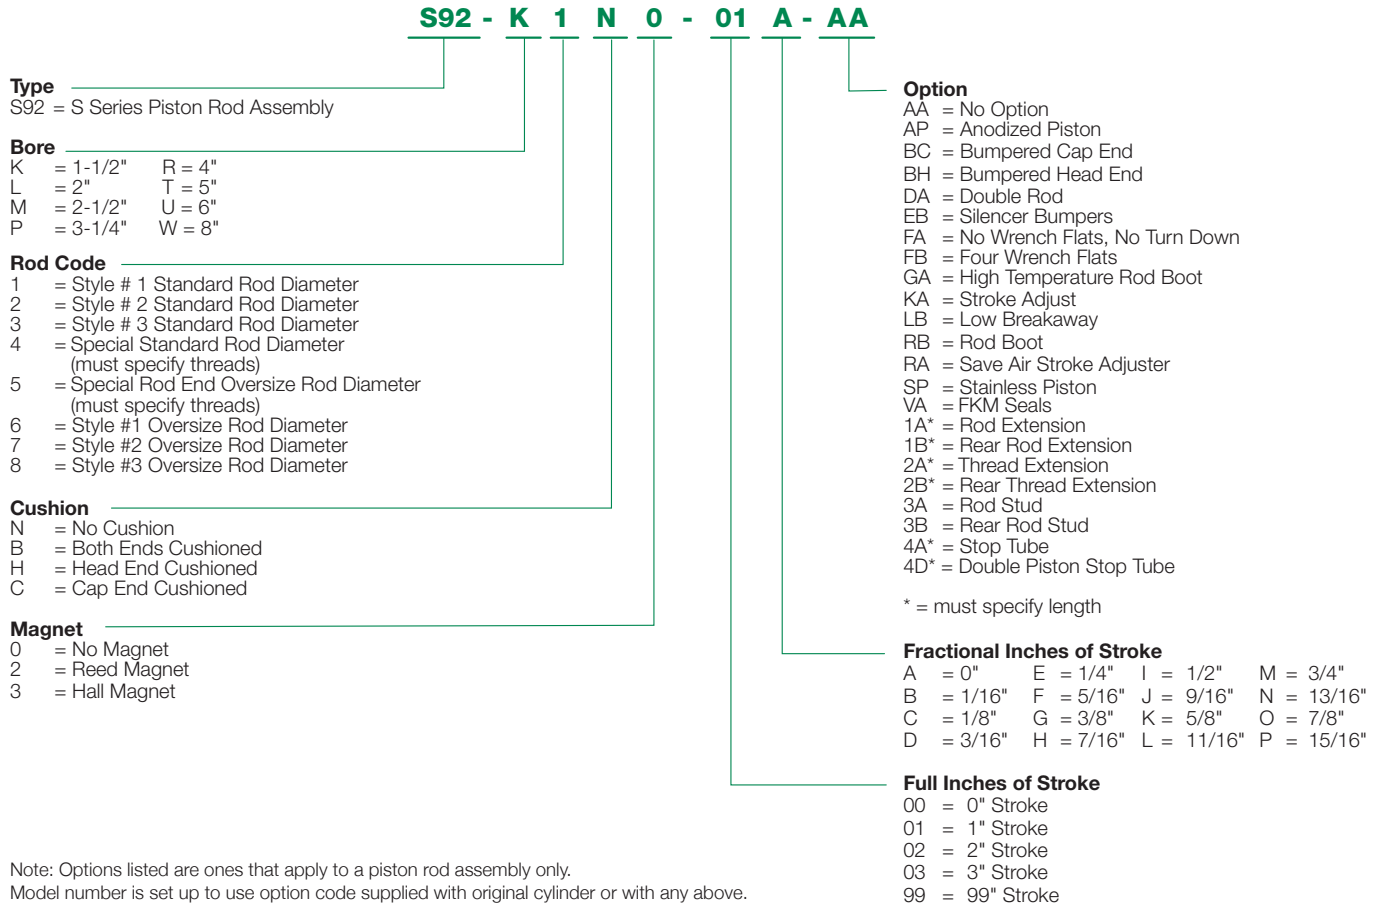 S92 - K 1 N 0 - 01 A - AA
Type
S92 = S Series Piston Rod Assembly
Bore
K = 1-1/2" R = 4"
L = 2" T = 5"
M = 2-1/2" U = 6"
P = 3-1/4" W = 8"
Rod Code
1 = Style # 1 Standard Rod Diameter
2 = Style # 2 Standard Rod Diameter
3 = Style # 3 Standard Rod Diameter
4 = Special Standard Rod Diameter
(must specify threads)
5 = Special Rod End Oversize Rod Diameter
(must specify threads)
6 = Style #1 Oversize Rod Diameter
7 = Style #2 Oversize Rod Diameter
8 = Style #3 Oversize Rod Diameter
Cushion
N = No Cushion
B = Both Ends Cushioned
H = Head End Cushioned
C = Cap End Cushioned
Magnet
0 = No Magnet
2 = Reed Magnet
3 = Hall Magnet
Note: Options listed are ones that apply to a piston rod assembly only.
Model number is set up to use option code supplied with original cylinder or with any above.
Option
AA = No Option
AP = Anodized Piston
BC = Bumpered Cap End
BH = Bumpered Head End
DA = Double Rod
EB = Silencer Bumpers
FA = No Wrench Flats, No Turn Down
FB = Four Wrench Flats
GA = High Temperature Rod Boot
KA = Stroke Adjust
LB = Low Breakaway
RB = Rod Boot
RA = Save Air Stroke Adjuster
SP = Stainless Piston
VA = FKM Seals
1A* = Rod Extension
1B* = Rear Rod Extension
2A* = Thread Extension
2B* = Rear Thread Extension
3A = Rod Stud
3B = Rear Rod Stud
4A* = Stop Tube
4D* = Double Piston Stop Tube
* = must specify length
Fractional Inches of Stroke
A = 0" E = 1/4" I = 1/2" M = 3/4"
B = 1/16" F = 5/16" J = 9/16" N = 13/16"
C = 1/8" G = 3/8" K = 5/8" O = 7/8"
D = 3/16" H = 7/16" L = 11/16" P = 15/16"
Full Inches of Stroke
00 = 0" Stroke
01 = 1" Stroke
02 = 2" Stroke
03 = 3" Stroke
99 = 99" Stroke